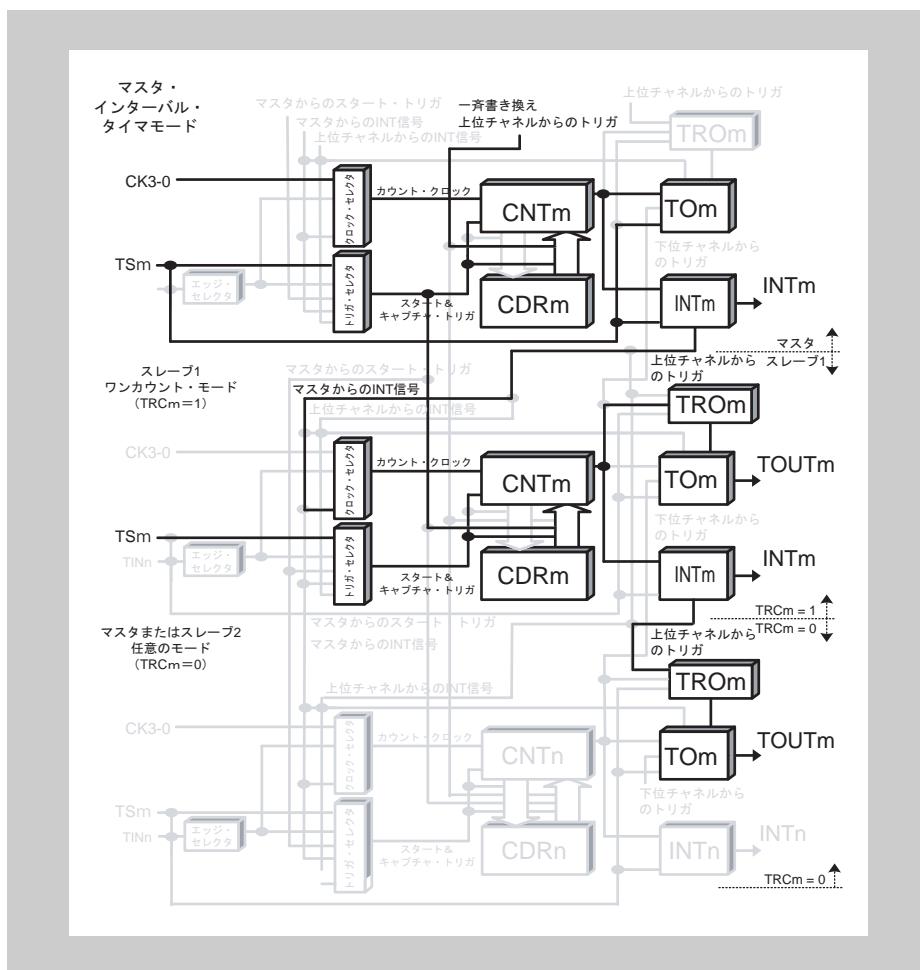 マスタ・
インターバル・
タイマモード
マスタからのスタート・トリガ
マスタからのINT信号
上位チャネルからのINT信号
一斉書き換え
上位チャネルからのトリガ
上位チャネルからのトリガ
TROm
CK3-0
クロック・セレクタ
カウント・クロック
CNTm
TOm
下位チャネルから
のトリガ
TSm
エッジ・
セレクタ
トリガ・セレクタ
スタート&
キャプチャ・トリガ
CDRm
INTm
INTm
マスタ
スレーブ1
スレーブ1
ワンカウント・モード
(TRCm=1)
マスタからのスタート・トリガ
マスタからのINT信号
上位チャネルからのINT信号
上位チャネルから
のトリガ
TROm
CK3-0
クロック・セレクタ
カウント・クロック
CNTm
TOm
TOUTm
下位チャネルから
のトリガ
TSm
TINn
エッジ・
セレクタ
トリガ・セレクタ
スタート&
キャプチャ・トリガ
CDRm
INTm
INTm
TRCm = 1
TRCm = 0
マスタまたはスレーブ2
任意のモード
(TRCm=0)
マスタからのスタート トリガ
マスタからのINT信号
上位チャネルからのINT信号
上位チャネルから
のトリガ
TROm
CK3-0
クロック・セレクタ
カウント・クロック
CNTn
TOm
TOUTm
下位チャネルから
のトリガ
TSm
TINn
エッジ・
セレクタ
トリガ・セレクタ
スタート&
キャプチャ・トリガ
CDRn
INTn
INTn
TRCm = 0